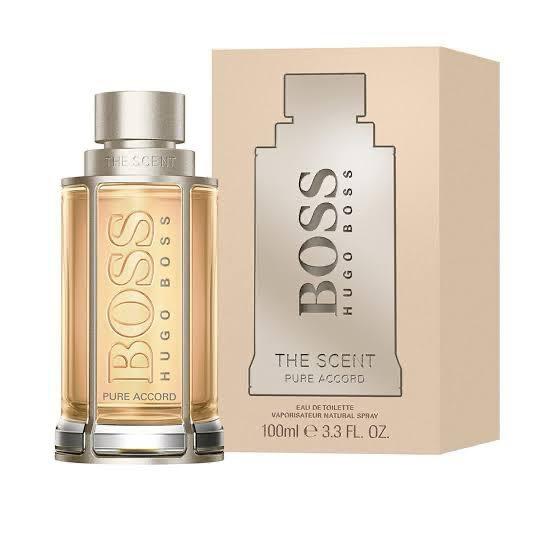 THE SCENT
BOSS
HUGO BOSS
PURE ACCORD
BOSS
HUGO BOSS
THE SCENT
PURE ACCORD
EAU DE TOILETTE
VAPORISATEUR NATURAL SPRAY
100ml ℮ 3.3 FL. OZ.